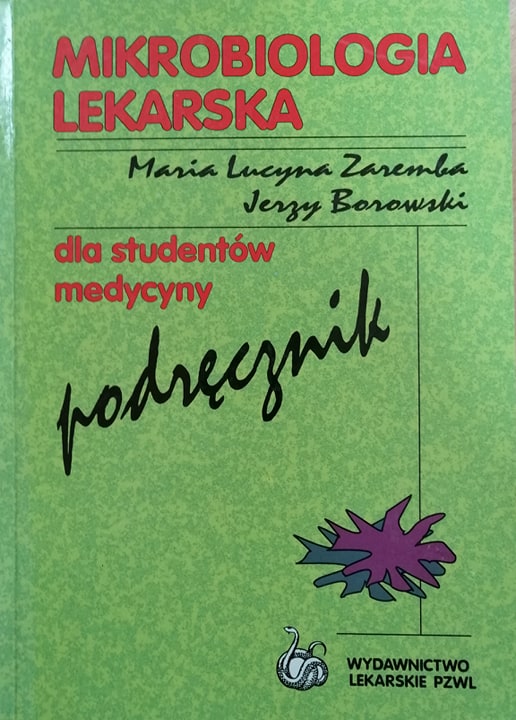 MIKROBIOLOGIA
LEKARSKA
Maria Lucyna Zaremba
Jerzy Borowski
dla studentów
medycyny
podręcznik
WYDAWNICTWO
LEKARSKIE PZWL